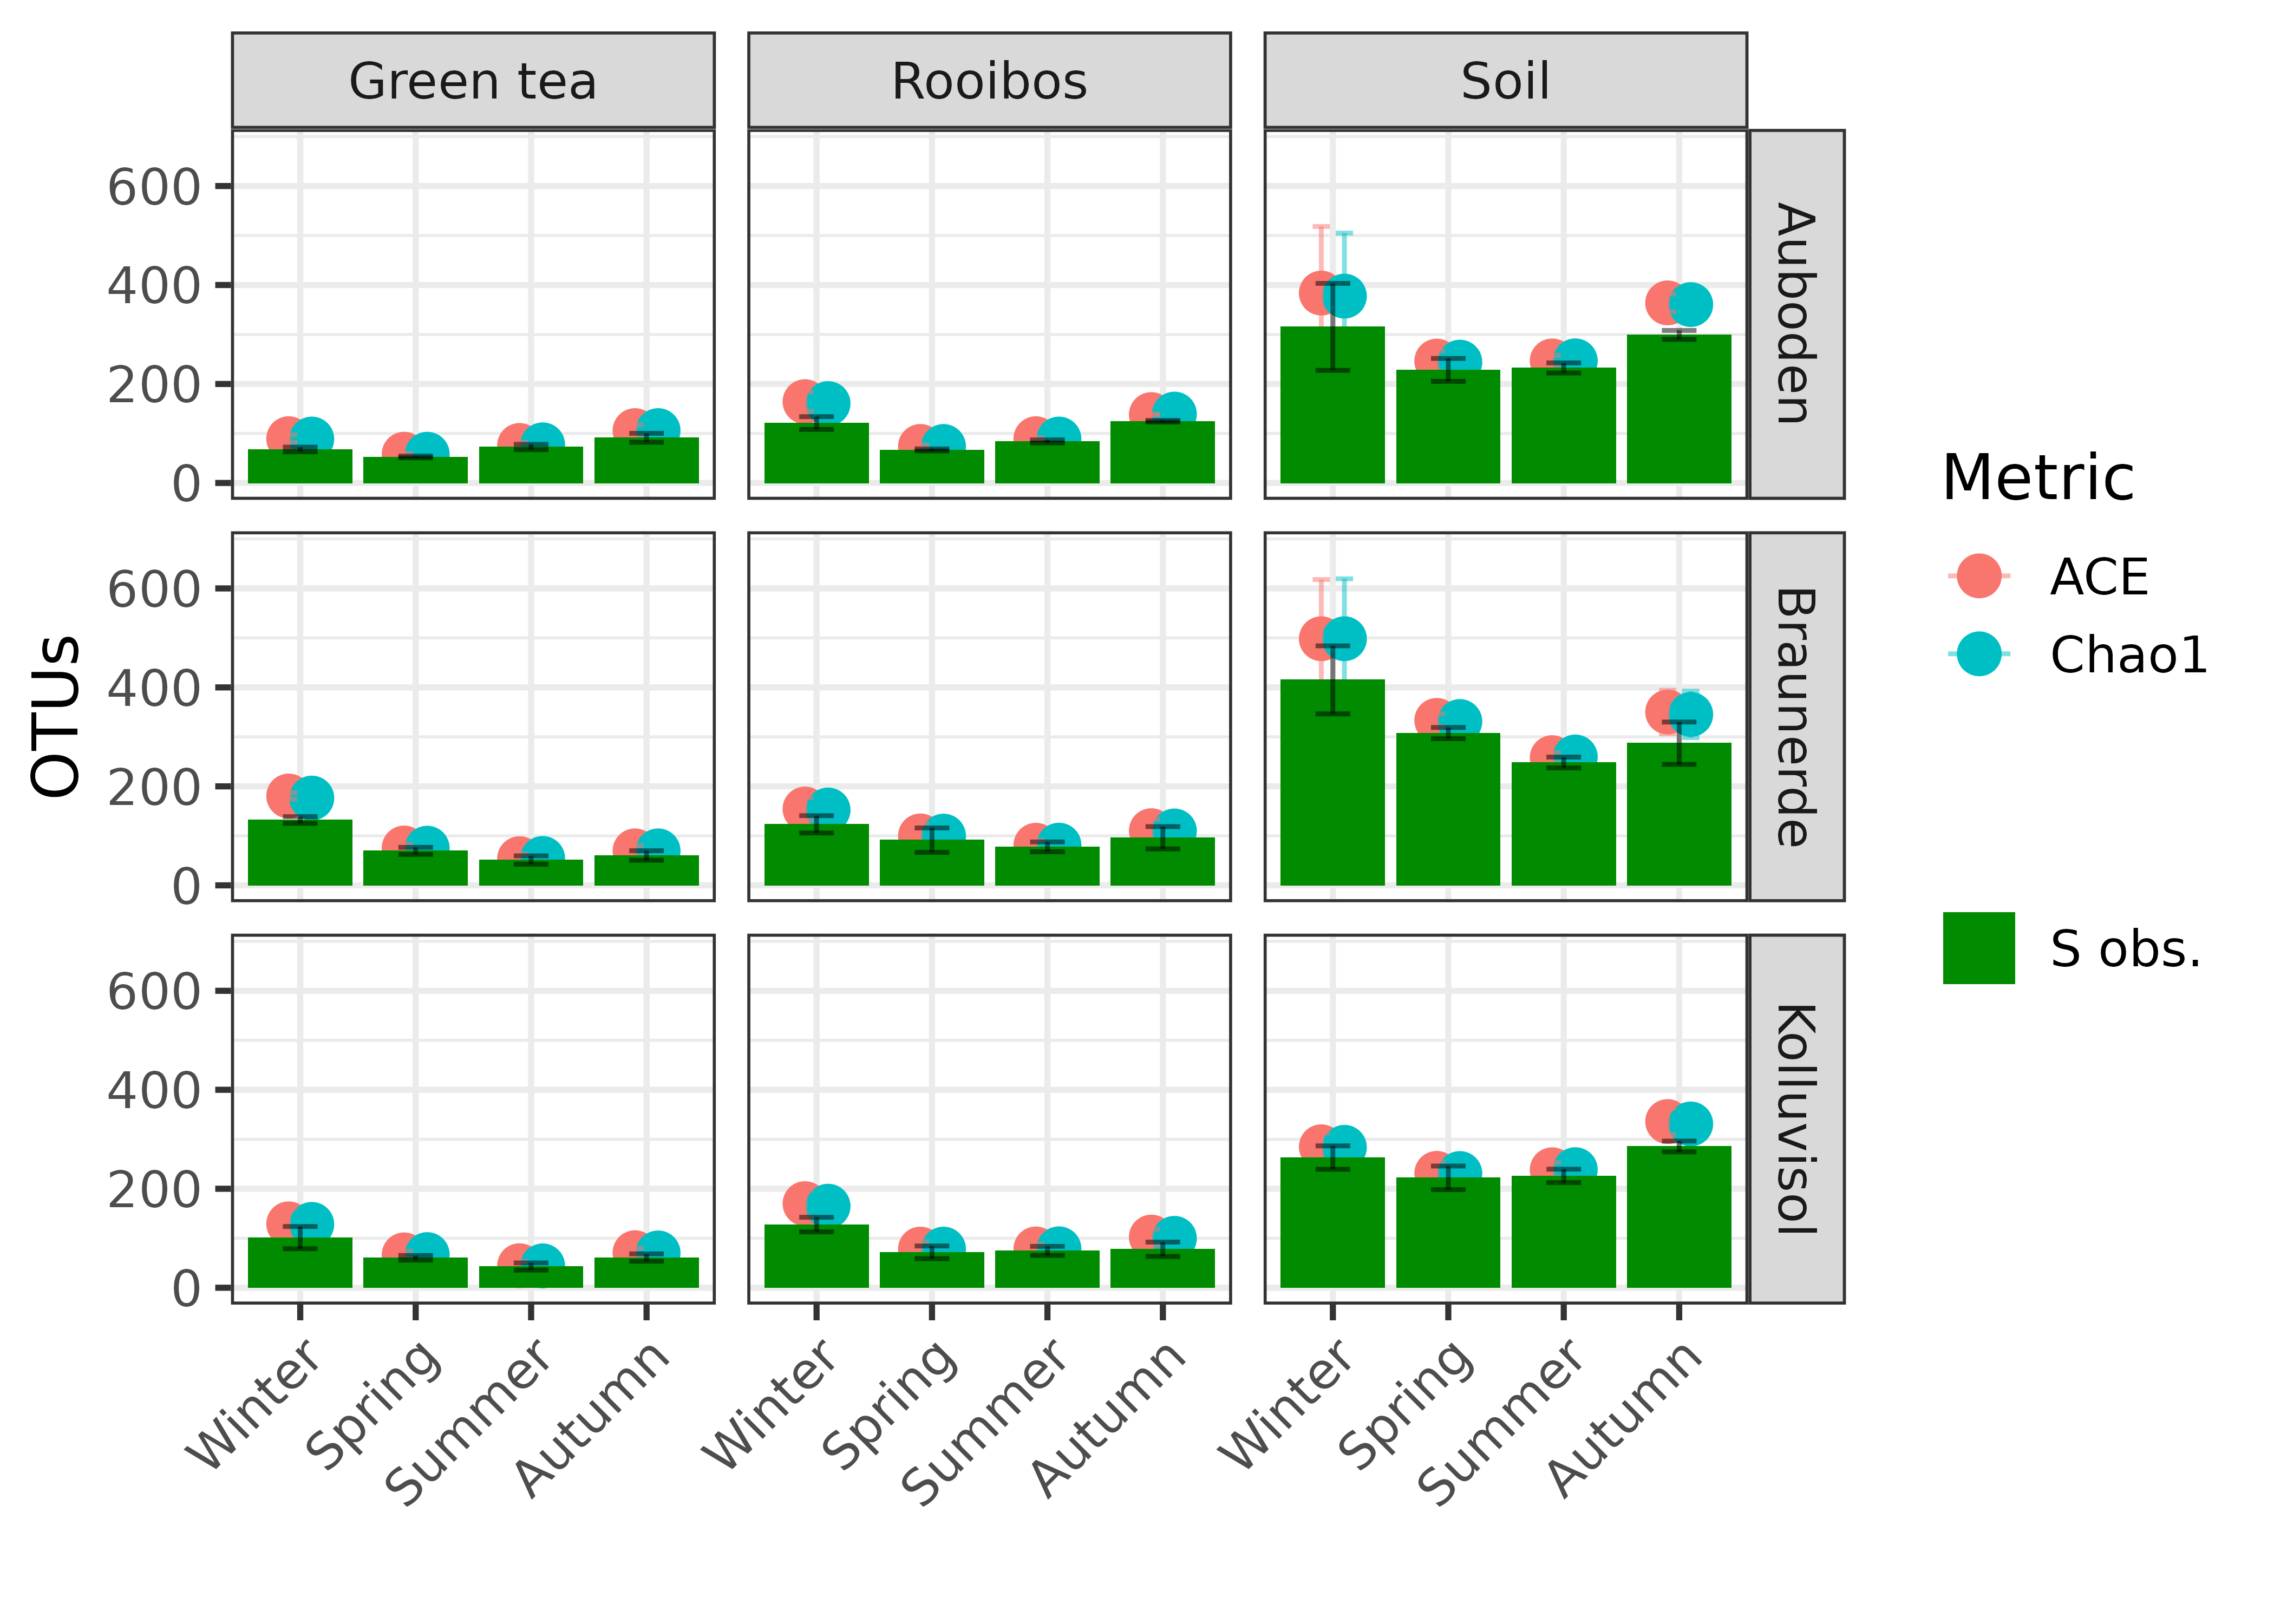 Green tea
Rooibos
Soil
600
400
200
0
Auboden
600
400
200
0
Braunerde
600
400
200
0
Kolluvisol
OTUs
Winter
Spring
Summer
Autumn
Winter
Spring
Summer
Autumn
Winter
Spring
Summer
Autumn
Metric
ACE
Chao1
S obs.